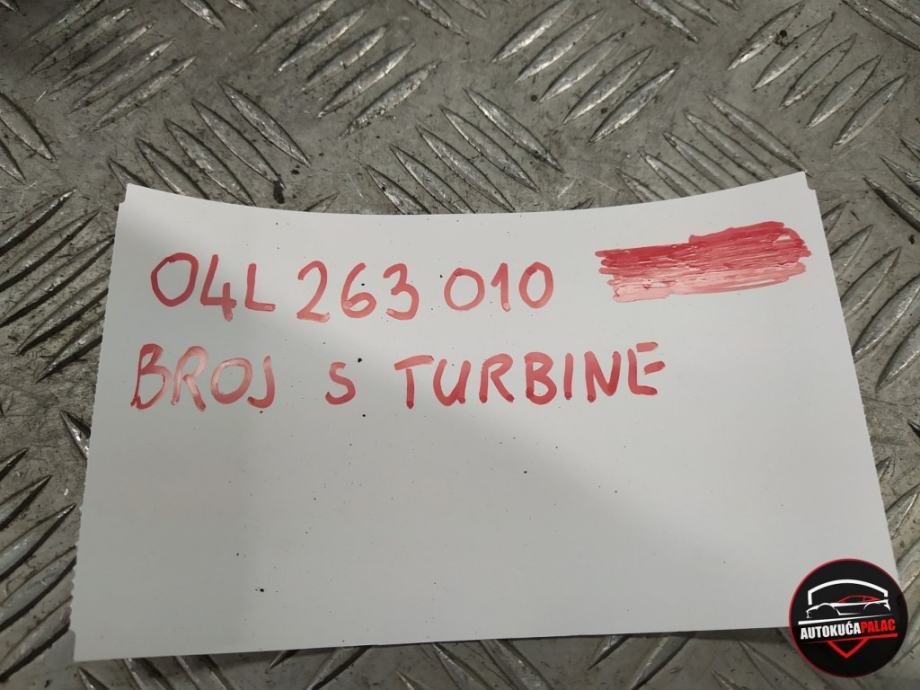 04L 263 010
BROJ S TURBINE
AUTOKUĆAPALAC